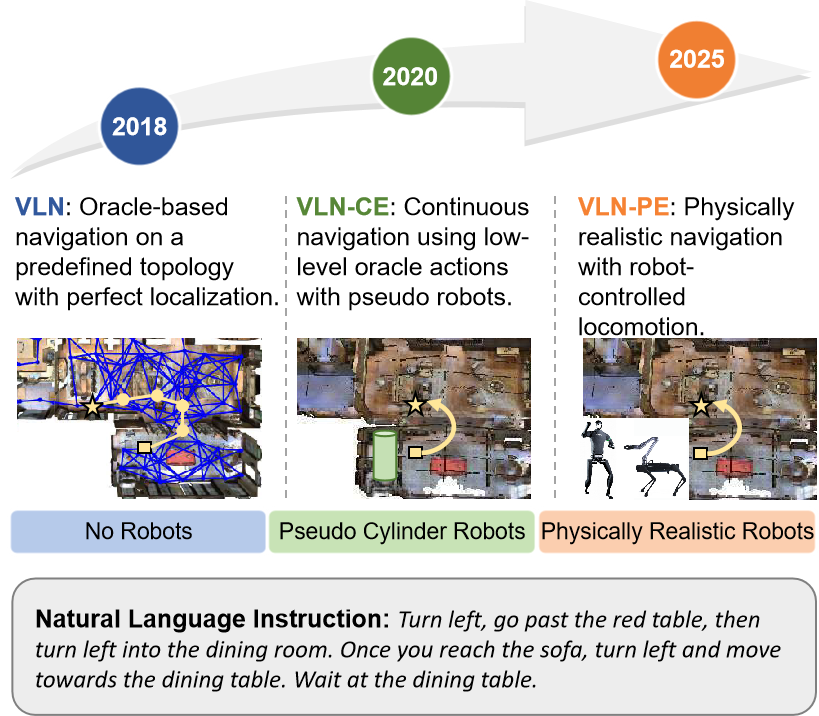 2018
2020
2025
VLN: Oracle-based
navigation on a
predefined topology
with perfect localization.
VLN-CE: Continuous
navigation using low-
level oracle actions
with pseudo robots.
VLN-PE: Physically
realistic navigation
with robot-
controlled
locomotion.
No Robots
Pseudo Cylinder Robots
Physically Realistic Robots
Natural Language Instruction: Turn left, go past the red table, then
turn left into the dining room. Once you reach the sofa, turn left and move
towards the dining table. Wait at the dining table.